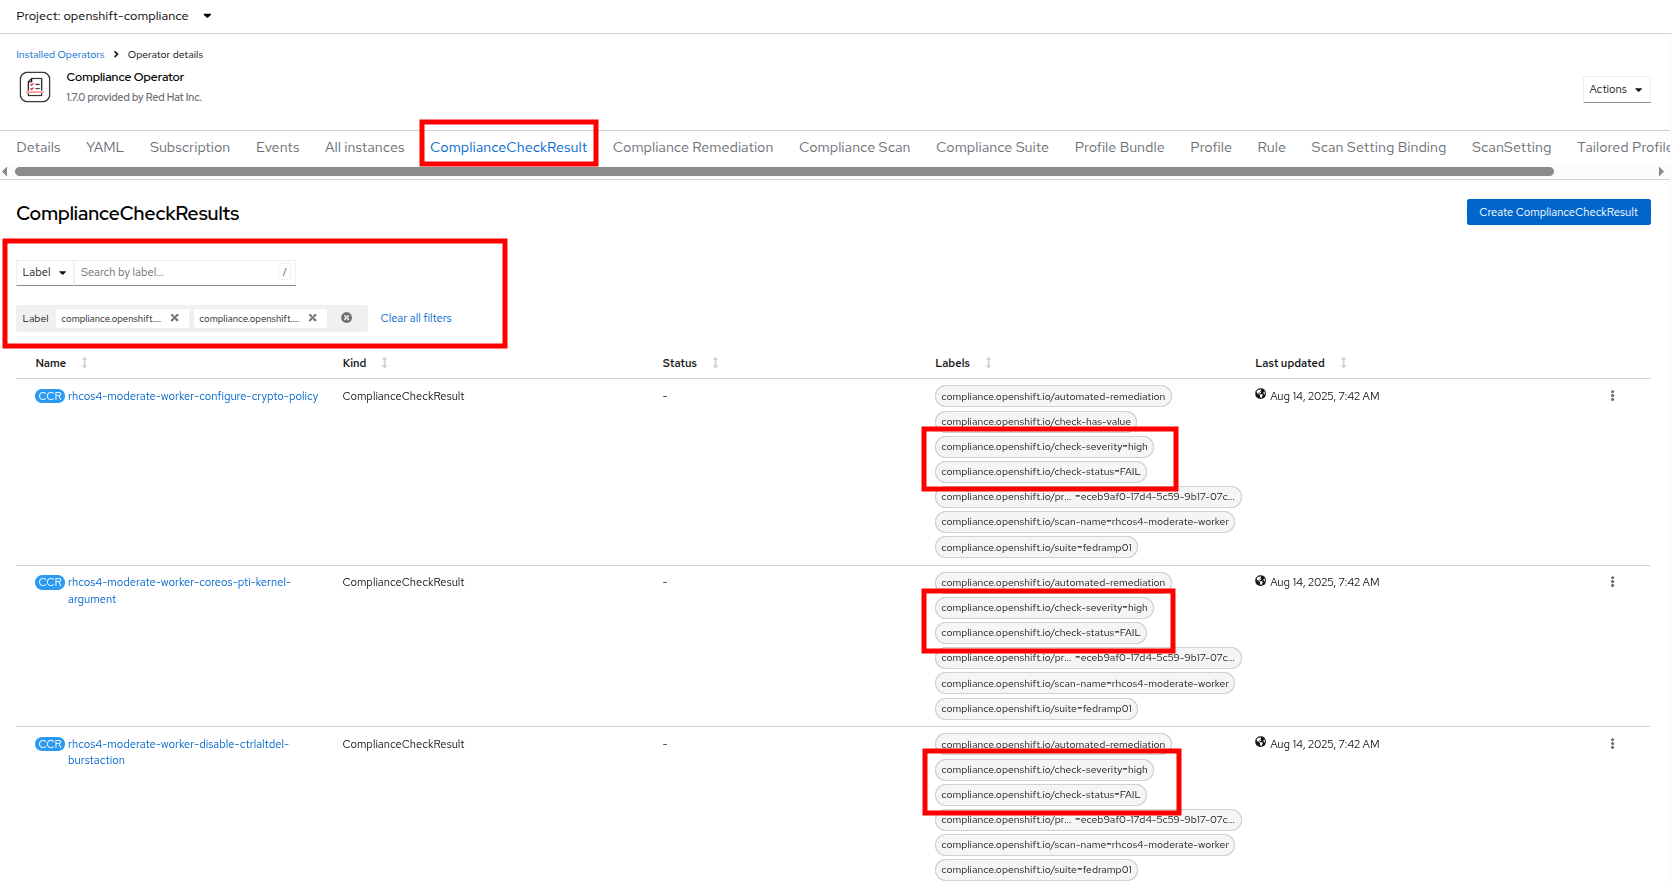 Project: openshift-compliance
Installed Operators > Operator details
Compliance Operator
1.7.0 provided by Red Hat Inc.
Actions
Details YAML Subscription Events All instances ComplianceCheckResult Compliance Remediation Compliance Scan Compliance Suite Profile Bundle Profile Rule Scan Setting Binding ScanSetting Tailored Profile
ComplianceCheckResults
Create ComplianceCheckResult
Label Search by label... /
Label compliance.openshift.... compliance.openshift.... Clear all filters
Name Kind Status Labels Last updated
CCR rhcos4-moderate-worker-configure-crypto-policy ComplianceCheckResult - compliance.openshift.io/automated-remediation Aug 14, 2025, 7:42 AM
compliance.openshift.io/check-has-value
compliance.openshift.io/check-severity=high
compliance.openshift.io/check-status=FAIL
compliance.openshift.io/pr... =eceb9af0-17d4-5c59-9b17-07c...
compliance.openshift.io/scan-name=rhcos4-moderate-worker
compliance.openshift.io/suite=fedramp01
CCR rhcos4-moderate-worker-coreos-pti-kernel- ComplianceCheckResult - compliance.openshift.io/automated-remediation Aug 14, 2025, 7:42 AM
argument
compliance.openshift.io/check-severity=high
compliance.openshift.io/check-status=FAIL
compliance.openshift.io/pr... =eceb9af0-17d4-5c59-9b17-07c...
compliance.openshift.io/scan-name=rhcos4-moderate-worker
compliance.openshift.io/suite=fedramp01
CCR rhcos4-moderate-worker-disable-ctrlaltdel- ComplianceCheckResult - compliance.openshift.io/automated-remediation Aug 14, 2025, 7:42 AM
burstaction
compliance.openshift.io/check-severity=high
compliance.openshift.io/check-status=FAIL
compliance.openshift.io/pr... =eceb9af0-17d4-5c59-9b17-07c...
compliance.openshift.io/scan-name=rhcos4-moderate-worker
compliance.openshift.io/suite=fedramp01